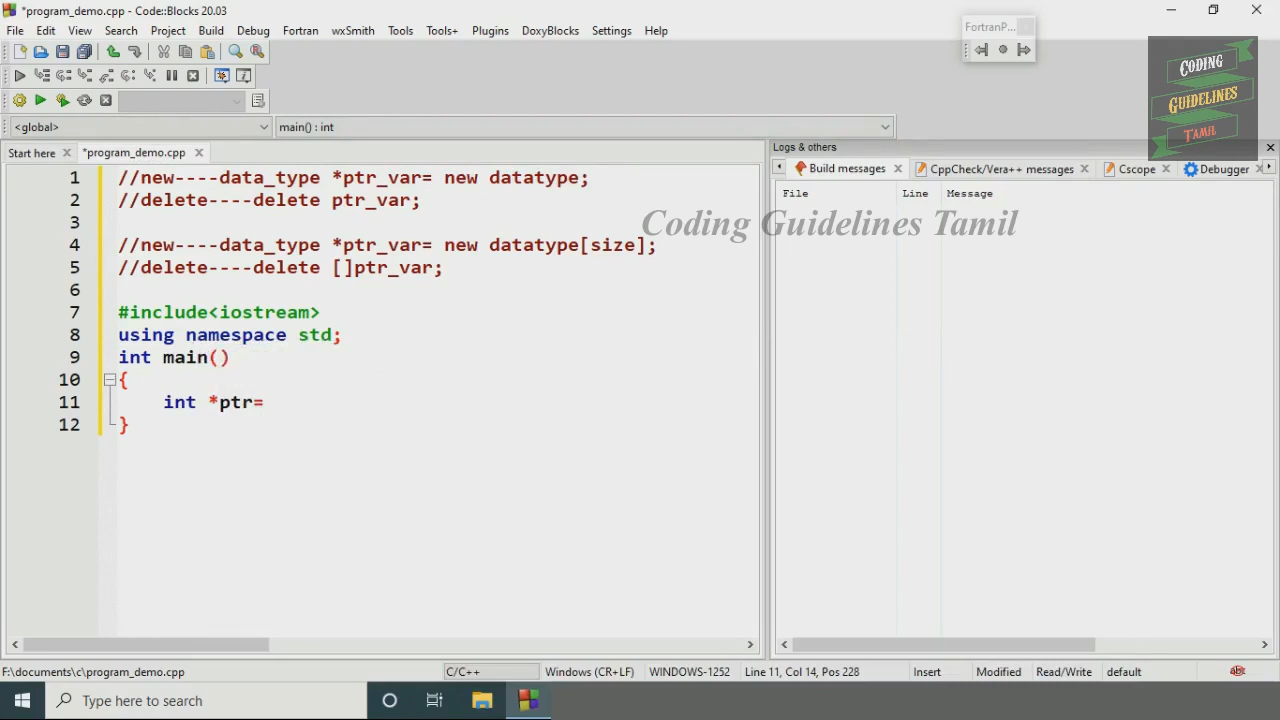 *program_demo.cpp - Code::Blocks 20.03
File Edit View Search Project Build Debug Fortran wxSmith Tools Tools+ Plugins DoxyBlocks Settings Help
FortranP...
CODING
GUIDELINES
TAMIL
<global>
main() : int
Start here
*program_demo.cpp
Logs & others
Build messages
CppCheck/Vera++ messages
Cscope
Debugger
File Line Message
Coding Guidelines Tamil
1 //new----data_type *ptr_var= new datatype;
2 //delete----delete ptr_var;
3
4 //new----data_type *ptr_var= new datatype[size];
5 //delete----delete []ptr_var;
6
7 #include<iostream>
8 using namespace std;
9 int main()
10 {
11 int *ptr=
12 }
F:\documents\c\program_demo.cpp C/C++ Windows (CR+LF) WINDOWS-1252 Line 11, Col 14, Pos 228 Insert Modified Read/Write default
Type here to search